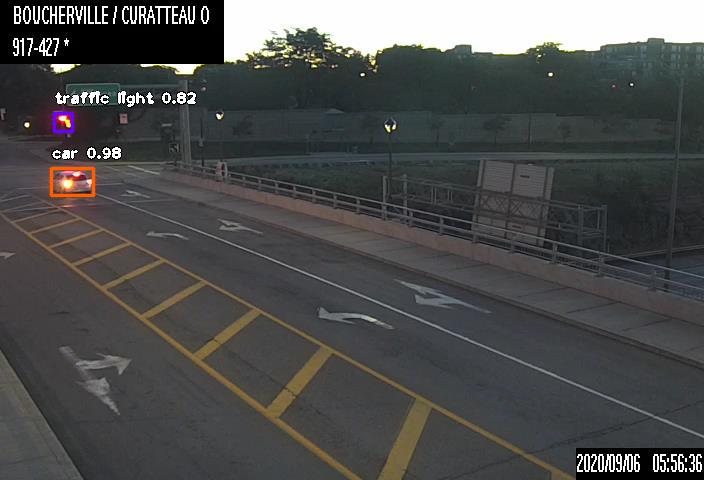 BOUCHERVILLE / CURATTEAU O
917-427 *
traffic light 0.82
car 0.98
2020/09/06 05:56:36